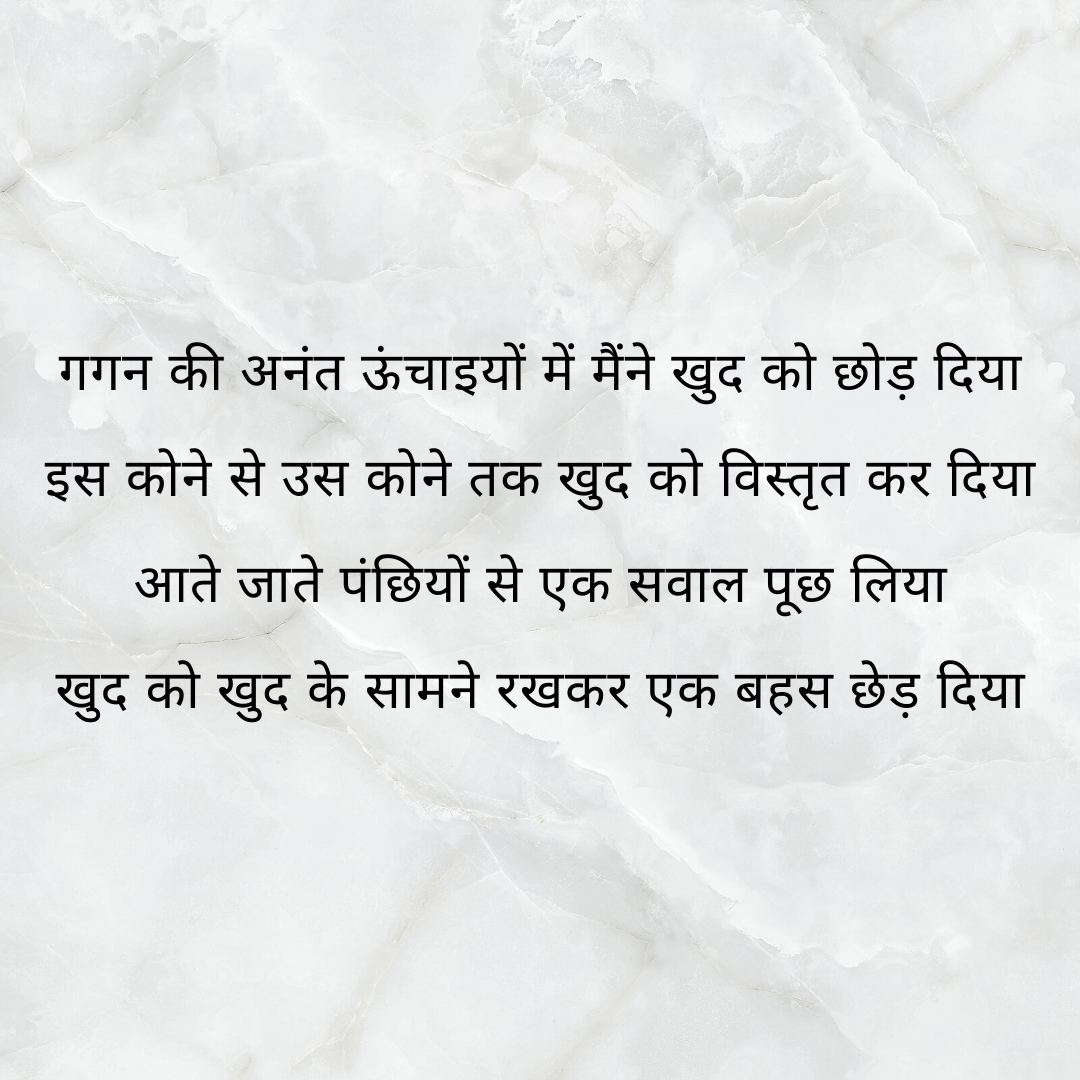 गगन की अनंत ऊंचाइयों में मैंने खुद को छोड़ दिया
इस कोने से उस कोने तक खुद को विस्तृत कर दिया
आते जाते पंछियों से एक सवाल पूछ लिया
खुद को खुद के सामने रखकर एक बहस छेड़ दिया